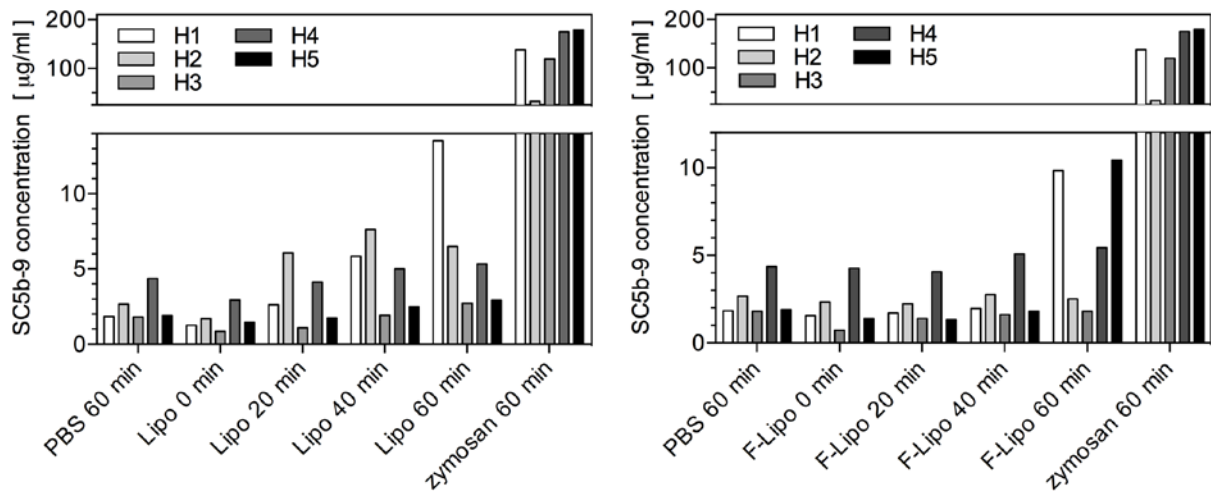 SC5b-9 concentration [ µg/ml ]
200
100
10
5
0
H1
H2
H3
H4
H5
PBS 60 min
Lipo 0 min
Lipo 20 min
Lipo 40 min
Lipo 60 min
zymosan 60 min
SC5b-9 concentration [ µg/ml ]
200
100
10
5
0
H1
H2
H3
H4
H5
PBS 60 min
F-Lipo 0 min
F-Lipo 20 min
F-Lipo 40 min
F-Lipo 60 min
zymosan 60 min